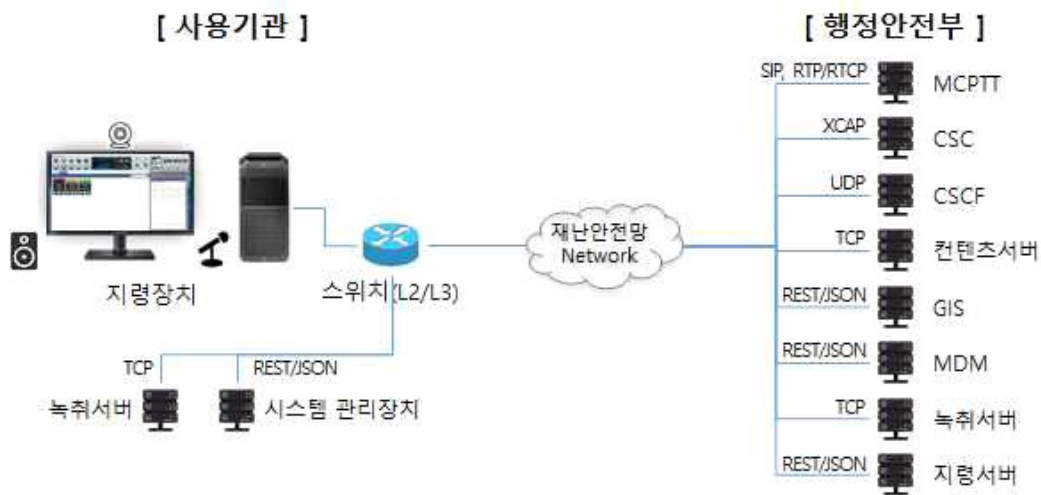 [ 사용기관 ]
[ 행정안전부 ]
SIP, RTP/RTCP
MCPTT
XCAP
CSC
UDP
CSCF
TCP
컨텐츠서버
REST/JSON
GIS
REST/JSON
MDM
TCP
녹취서버
REST/JSON
지령서버
재난안전망
Network
지령장치
스위치(L2/L3)
TCP
REST/JSON
녹취서버
시스템 관리장치